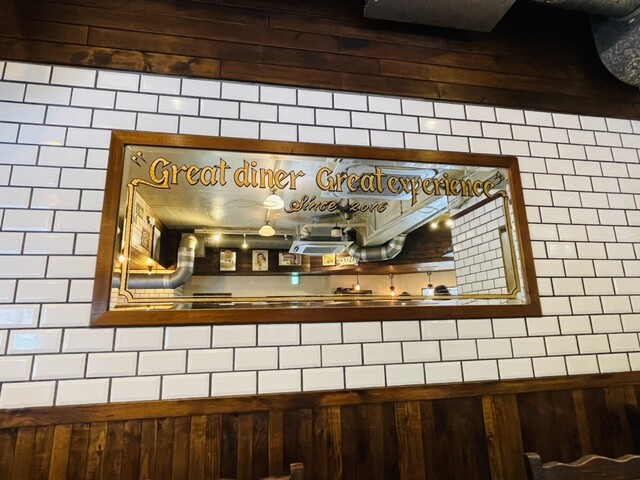 "Great diner Great experience"
Since 2016